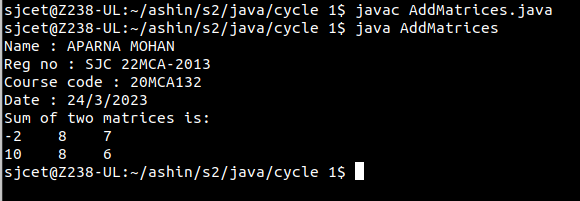 sjcet@Z238-UL:~/ashin/s2/java/cycle 1$ javac AddMatrices.java
sjcet@Z238-UL:~/ashin/s2/java/cycle 1$ java AddMatrices
Name : APARNA MOHAN
Reg no : SJC 22MCA-2013
Course code : 20MCA132
Date : 24/3/2023
Sum of two matrices is:
-2    8    7
10    8    6
sjcet@Z238-UL:~/ashin/s2/java/cycle 1$